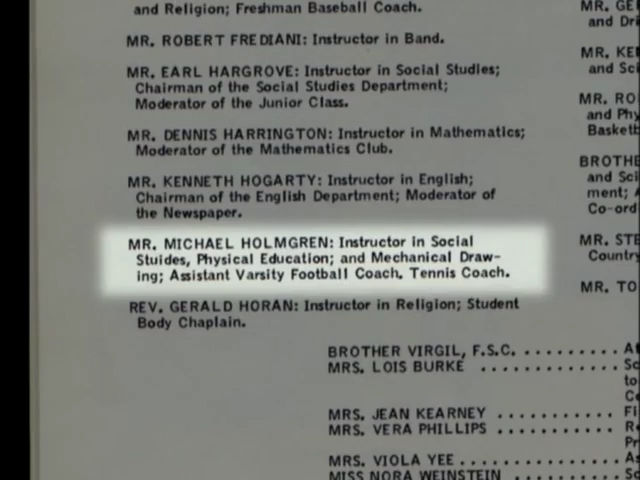 and Religion; Freshman Baseball Coach.
MR. ROBERT FREDIANI: Instructor in Band.
MR. EARL HARGROVE: Instructor in Social Studies;
Chairman of the Social Studies Department;
Moderator of the Junior Class.
MR. DENNIS HARRINGTON: Instructor in Mathematics;
Moderator of the Mathematics Club.
MR. KENNETH HOGARTY: Instructor in English;
Chairman of the English Department; Moderator of
the Newspaper.
MR. MICHAEL HOLMGREN: Instructor in Social
Stuides, Physical Education; and Mechanical Draw-
ing; Assistant Varsity Football Coach. Tennis Coach.
REV. GERALD HORAN: Instructor in Religion; Student
Body Chaplain.
MR.
and
MR.
and
MR.
and
BROTHE
and
ment;
Co-ord
MR.
Country
MR.
BROTHER VIRGIL, F.S.C. ........
MRS. LOIS BURKE ...........
to
MRS. JEAN KEARNEY ..........
MRS. VERA PHILLIPS ..........
MRS. VIOLA YEE ..............
MISS NORA WEINSTEIN ........